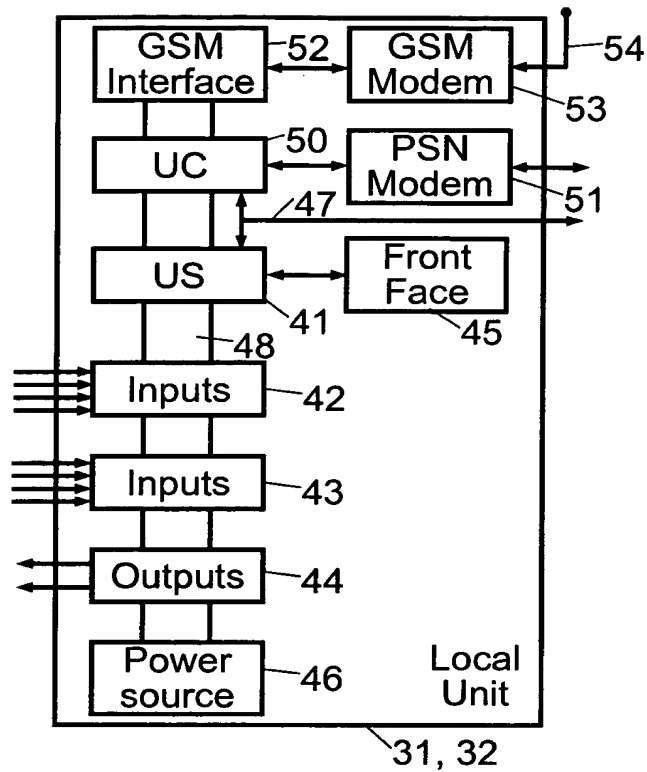 GSM
Interface
52
GSM
Modem
54
53
50
UC
PSN
Modem
51
47
US
41
Front
Face
45
48
Inputs
42
Inputs
43
Outputs
44
Power
source
46
Local
Unit
31, 32